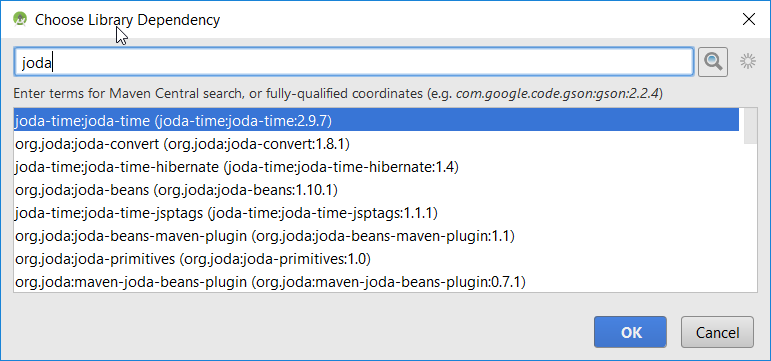 Choose Library Dependency
joda
Enter terms for Maven Central search, or fully-qualified coordinates (e.g. com.google.code.gson:gson:2.2.4)
joda-time:joda-time (joda-time:joda-time:2.9.7)
org.joda:joda-convert (org.joda:joda-convert:1.8.1)
joda-time:joda-time-hibernate (joda-time:joda-time-hibernate:1.4)
org.joda:joda-beans (org.joda:joda-beans:1.10.1)
joda-time:joda-time-jsptags (joda-time:joda-time-jsptags:1.1.1)
org.joda:joda-beans-maven-plugin (org.joda:joda-beans-maven-plugin:1.1)
org.joda:joda-primitives (org.joda:joda-primitives:1.0)
org.joda:maven-joda-beans-plugin (org.joda:maven-joda-beans-plugin:0.7.1)
OK Cancel